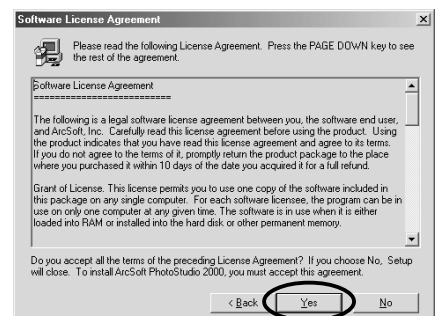 Software License Agreement
Please read the following License Agreement. Press the PAGE DOWN key to see
the rest of the agreement.
Software License Agreement
==========================
The following is a legal software license agreement between you, the software end user,
and ArcSoft, Inc. Carefully read this license agreement before using the product. Using
the product indicates that you have read this license agreement and agree to its terms.
If you do not agree to the terms of it, promptly return the product package to the place
where you purchased it within 10 days of the date you acquired it for a full refund.
Grant of License. This license permits you to use one copy of the software included in
this package on any single computer. For each software licensee, the program can be in
use on only one computer at any given time. The software is in use when it is either
loaded into RAM or installed into the hard disk or other permanent memory.
Do you accept all the terms of the preceding License Agreement? If you choose No, Setup
will close. To install ArcSoft PhotoStudio 2000, you must accept this agreement.
< Back Yes No